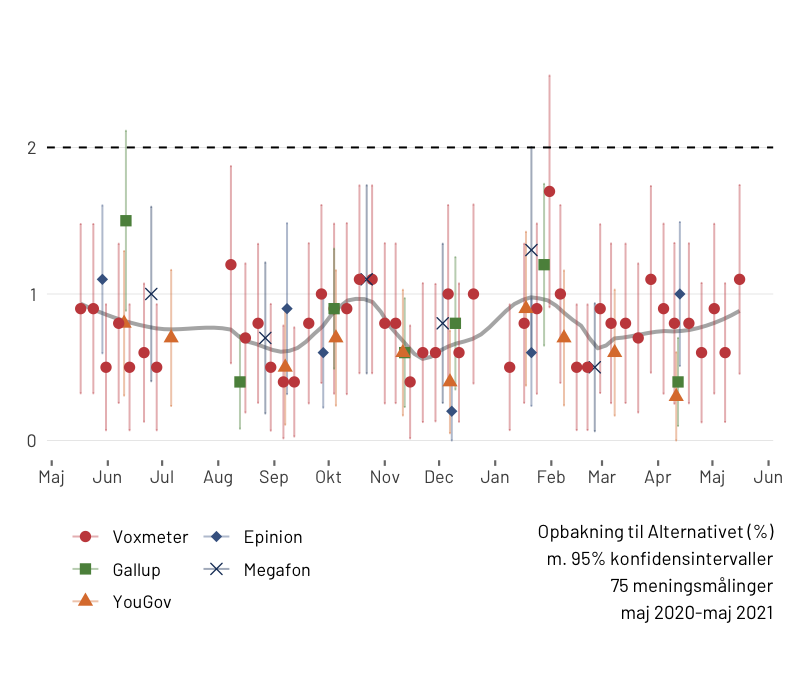 2
1
0
Maj Jun Jul Aug Sep Okt Nov Dec Jan Feb Mar Apr Maj Jun
Voxmeter Epinion
Gallup Megafon
YouGov
Opbakning til Alternativet (%)
m. 95% konfidensintervaller
75 meningsmålinger
maj 2020-maj 2021